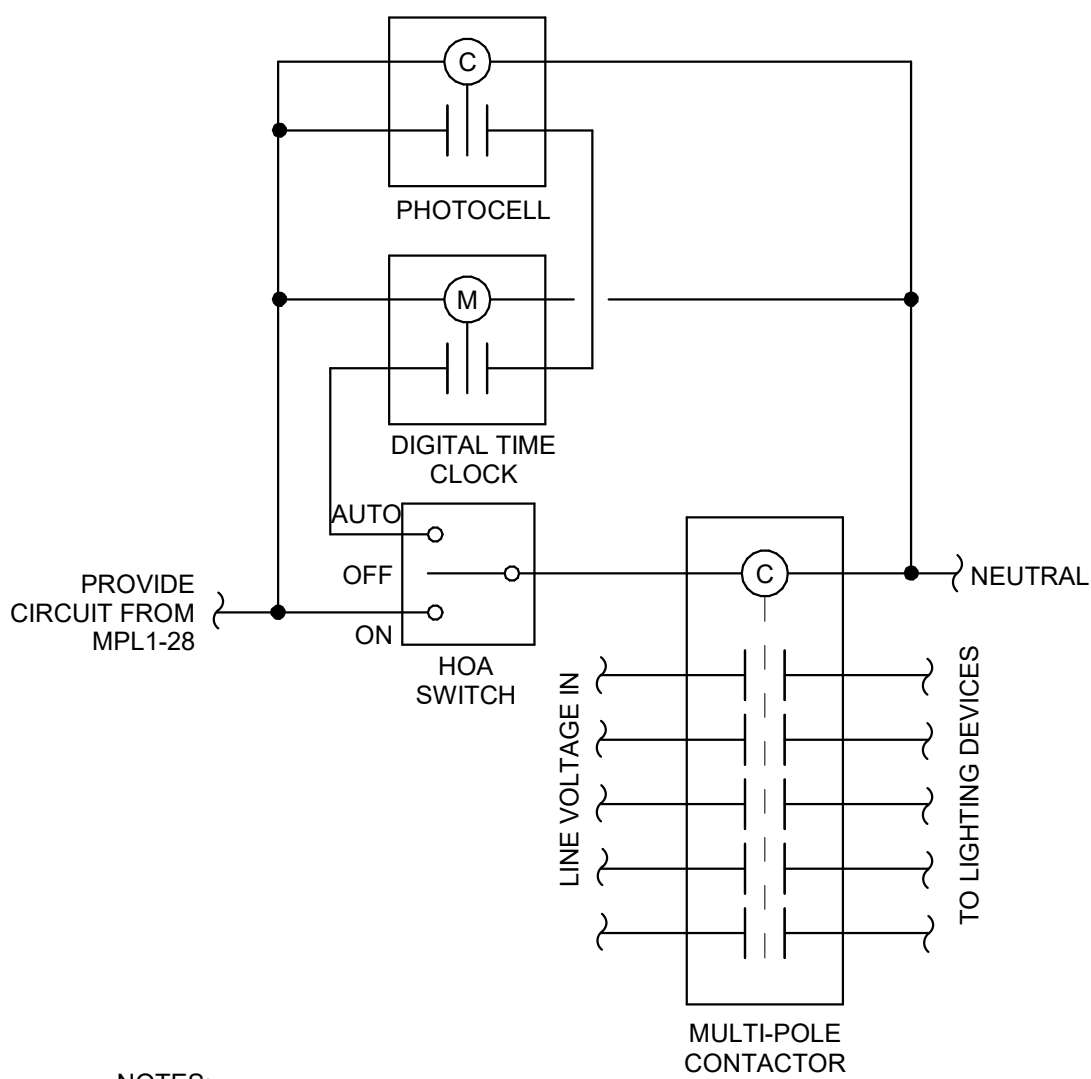 C
PHOTOCELL
M
DIGITAL TIME
CLOCK
AUTO
OFF
ON
HOA
SWITCH
PROVIDE
CIRCUIT FROM
MPL1-28
C
NEUTRAL
LINE VOLTAGE IN
TO LIGHTING DEVICES
MULTI-POLE
CONTACTOR
NOTES: